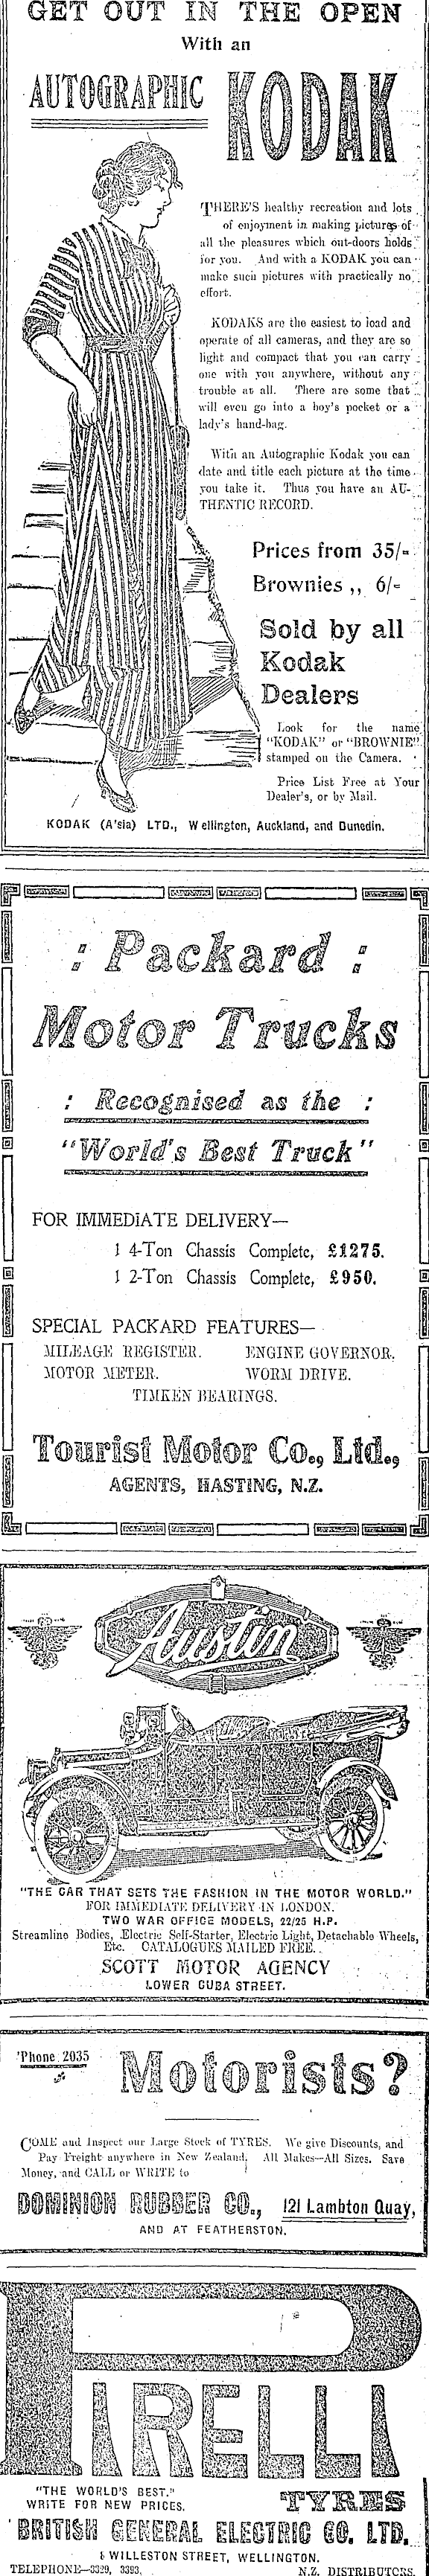 GET OUT IN THE OPEN
With an
AUTOGRAPHIC KODAK
THERE'S healthy recreation and lots
of enjoyment in making pictures of
all the pleasures which out-doors holds
for you. And with a KODAK you can
make such pictures with practically no
effort.
KODAKS are the easiest to load and
operate of all cameras, and they are so
light and compact that you can carry
one with you anywhere, without any
trouble at all. There are some that
will even go into a boy's pocket or a
lady's hand-bag.
With an Autographic Kodak you can
date and title each picture at the time
you take it. Thus you have an AU-
THENTIC RECORD.
Prices from 35/-
Brownies ,, 6/-
Sold by all
Kodak
Dealers
Look for the name
"KODAK" or "BROWNIE"
stamped on the Camera.
Price List Free at Your
Dealer's, or by Mail.
KODAK (A'sia) LTD., Wellington, Auckland, and Dunedin.
: Packard :
Motor Trucks
: Recognised as the :
"World's Best Truck"
FOR IMMEDIATE DELIVERY—
1 4-Ton Chassis Complete, £1275.
1 2-Ton Chassis Complete, £950.
SPECIAL PACKARD FEATURES—
MILEAGE REGISTER. ENGINE GOVERNOR.
MOTOR METER. WORM DRIVE.
TIMKEN BEARINGS.
Tourist Motor Co., Ltd.,
AGENTS, HASTING, N.Z.
Austin
"THE CAR THAT SETS THE FASHION IN THE MOTOR WORLD."
FOR IMMEDIATE DELIVERY IN LONDON.
TWO WAR OFFICE MODELS, 22/25 H.P.
Streamline Bodies, Electric Self-Starter, Electric Light, Detachable Wheels,
Etc. CATALOGUES MAILED FREE.
SCOTT MOTOR AGENCY
LOWER CUBA STREET.
'Phone 2035
Motorists?
COME and Inspect our Large Stock of TYRES. We give Discounts, and
Pay Freight anywhere in New Zealand. All Makes—All Sizes. Save
Money, and CALL or WRITE to
DOMINION RUBBER CO., 121 Lambton Quay,
AND AT FEATHERSTON.
PIRELLI
"THE WORLD'S BEST."
WRITE FOR NEW PRICES.
TYRES
BRITISH GENERAL ELECTRIC CO. LTD.
WILLESTON STREET, WELLINGTON.
TELEPHONE—3329, 3393. N.Z. DISTRIBUTORS.